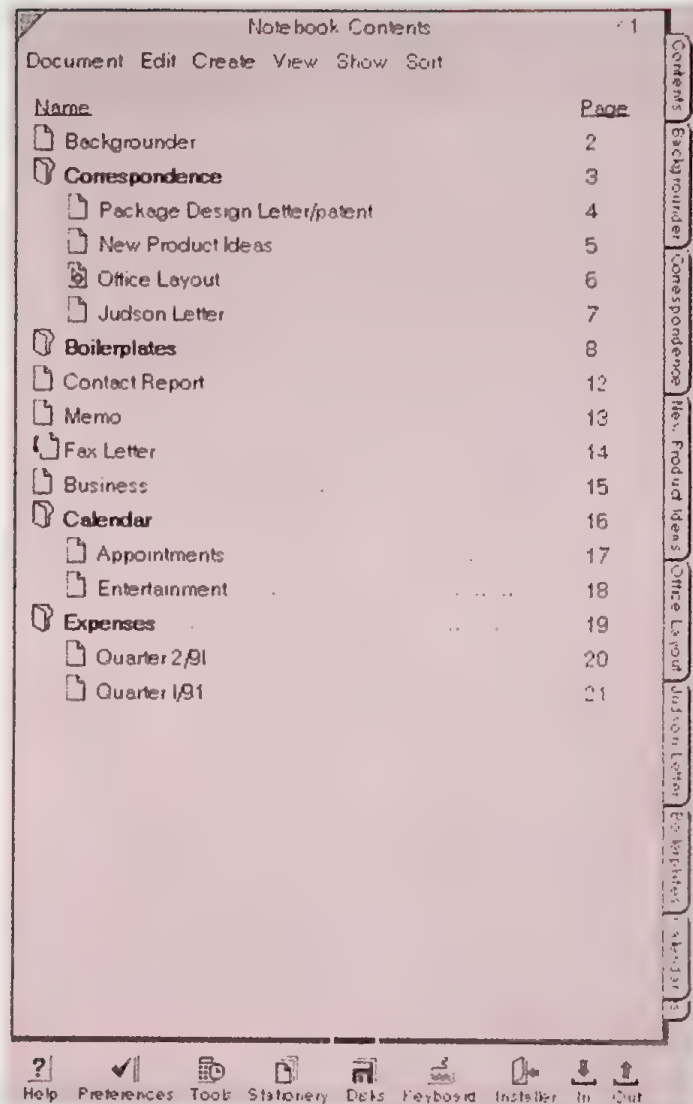 Notebook Contents 1
Document Edit Create View Show Sort
Name Page
Backgrounder 2
Correspondence 3
Package Design Letter/patent 4
New Product Ideas 5
Office Layout 6
Judson Letter 7
Boilerplates 8
Contact Report 12
Memo 13
Fax Letter 14
Business 15
Calendar 16
Appointments 17
Entertainment 18
Expenses 19
Quarter 2/91
20
Quarter 1/91
21
Contents
Backgrounder
Correspondence
New Product Ideas
Office Layout
Judson Letter
Boilerplates
Calendar
Help Preferences Tools Stationery Disks Keyboard Installer In Out